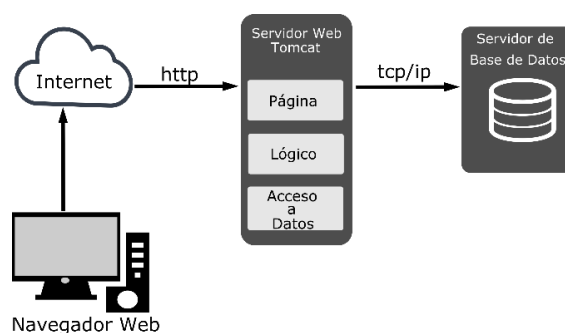 Internet
http
Servidor Web
Tomcat
Página
Lógico
Acceso
a
Datos
tcp/ip
Servidor de
Base de Datos
Navegador Web